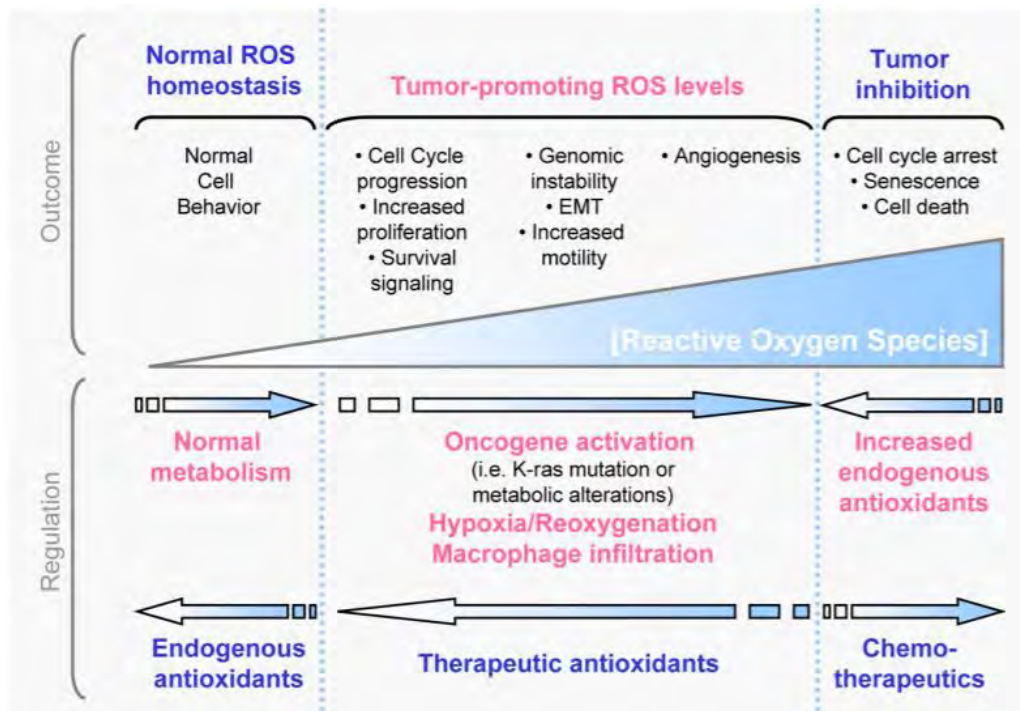 Outcome
Normal ROS
homeostasis
Normal
Cell
Behavior
Tumor-promoting ROS levels
• Cell Cycle
progression
• Increased
proliferation
• Survival
signaling
• Genomic
instability
• EMT
• Increased
motility
• Angiogenesis
Tumor
inhibition
• Cell cycle arrest
• Senescence
• Cell death
[Reactive Oxygen Species]
Regulation
Normal
metabolism
Oncogene activation
(i.e. K-ras mutation or
metabolic alterations)
Hypoxia/Reoxygenation
Macrophage infiltration
Increased
endogenous
antioxidants
Endogenous
antioxidants
Therapeutic antioxidants
Chemo-
therapeutics